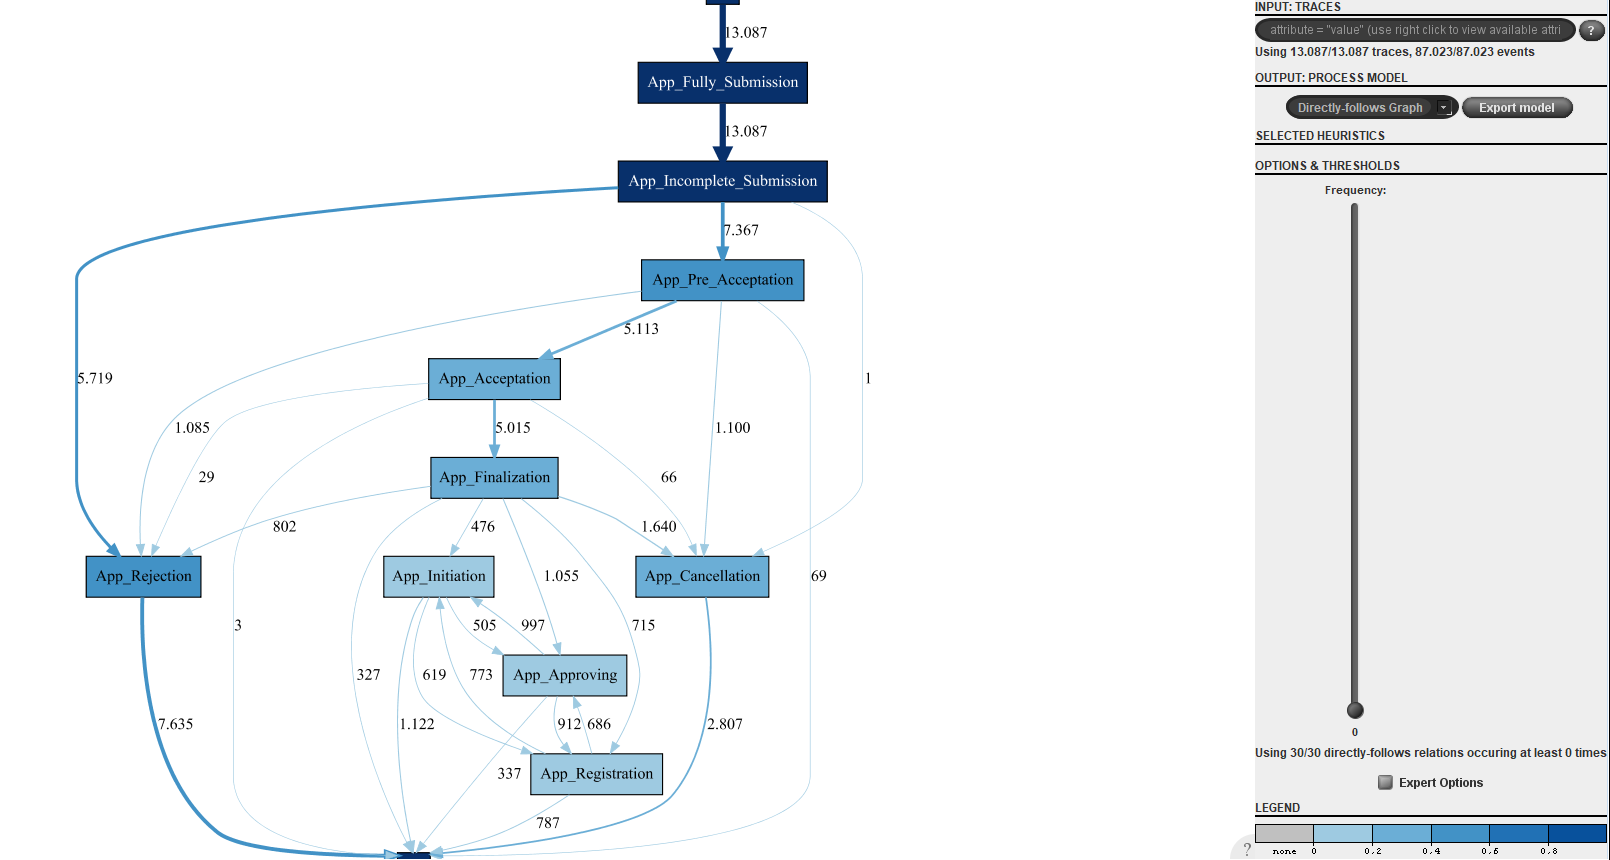 13.087
App_Fully_Submission
13.087
App_Incomplete_Submission
7.367
App_Pre_Acceptation
5.113
5.719
App_Acceptation
1
1.085
5.015
1.100
29
App_Finalization
66
802
476
1.640
App_Rejection
App_Initiation
1.055
App_Cancellation
69
3
505
997
715
327
619
773
App_Approving
7.635
1.122
912
686
2.807
337
App_Registration
787
INPUT: TRACES
attribute = "value" (use right click to view available attri
?
Using 13.087/13.087 traces, 87.023/87.023 events
OUTPUT: PROCESS MODEL
Directly-follows Graph
Export model
SELECTED HEURISTICS
OPTIONS & THRESHOLDS
Frequency:
0
Using 30/30 directly-follows relations occuring at least 0 times
Expert Options
LEGEND
?
none 0 0.2 0.4 0.6 0.8